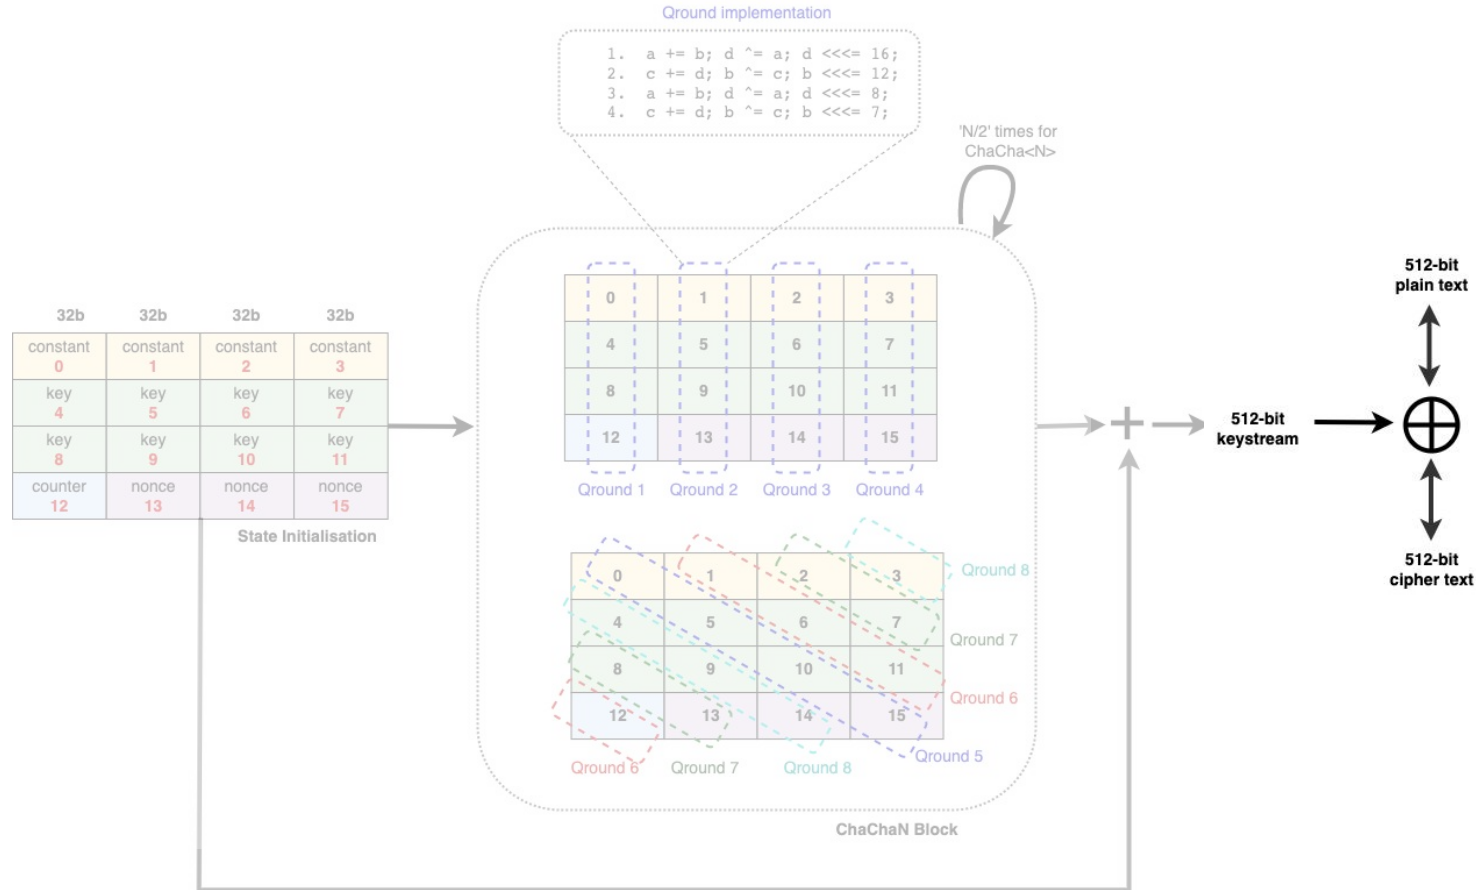 Qround implementation
1. a += b; d ^= a; d <<<= 16;
2. c += d; b ^= c; b <<<= 12;
3. a += b; d ^= a; d <<<= 8;
4. c += d; b ^= c; b <<<= 7;
'N/2' times for
ChaCha<N>
32b 32b 32b 32b
constant constant constant constant
0 1 2 3
key key key key
4 5 6 7
key key key key
8 9 10 11
counter nonce nonce nonce
12 13 14 15
State Initialisation
0 1 2 3
4 5 6 7
8 9 10 11
12 13 14 15
Qround 1 Qround 2 Qround 3 Qround 4
0 1 2 3
Qround 8
4 5 6 7
Qround 7
8 9 10 11
Qround 6
12 13 14 15
Qround 5
Qround 6 Qround 7 Qround 8
ChaChaN Block
+
512-bit
keystream
512-bit
plain text
512-bit
cipher text